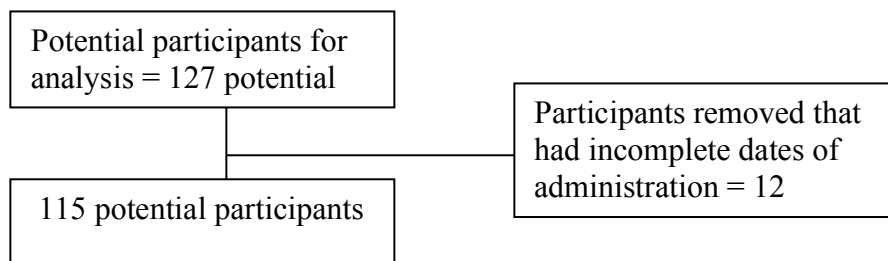 Potential participants for
analysis = 127 potential
Participants removed that
had incomplete dates of
administration = 12
115 potential participants